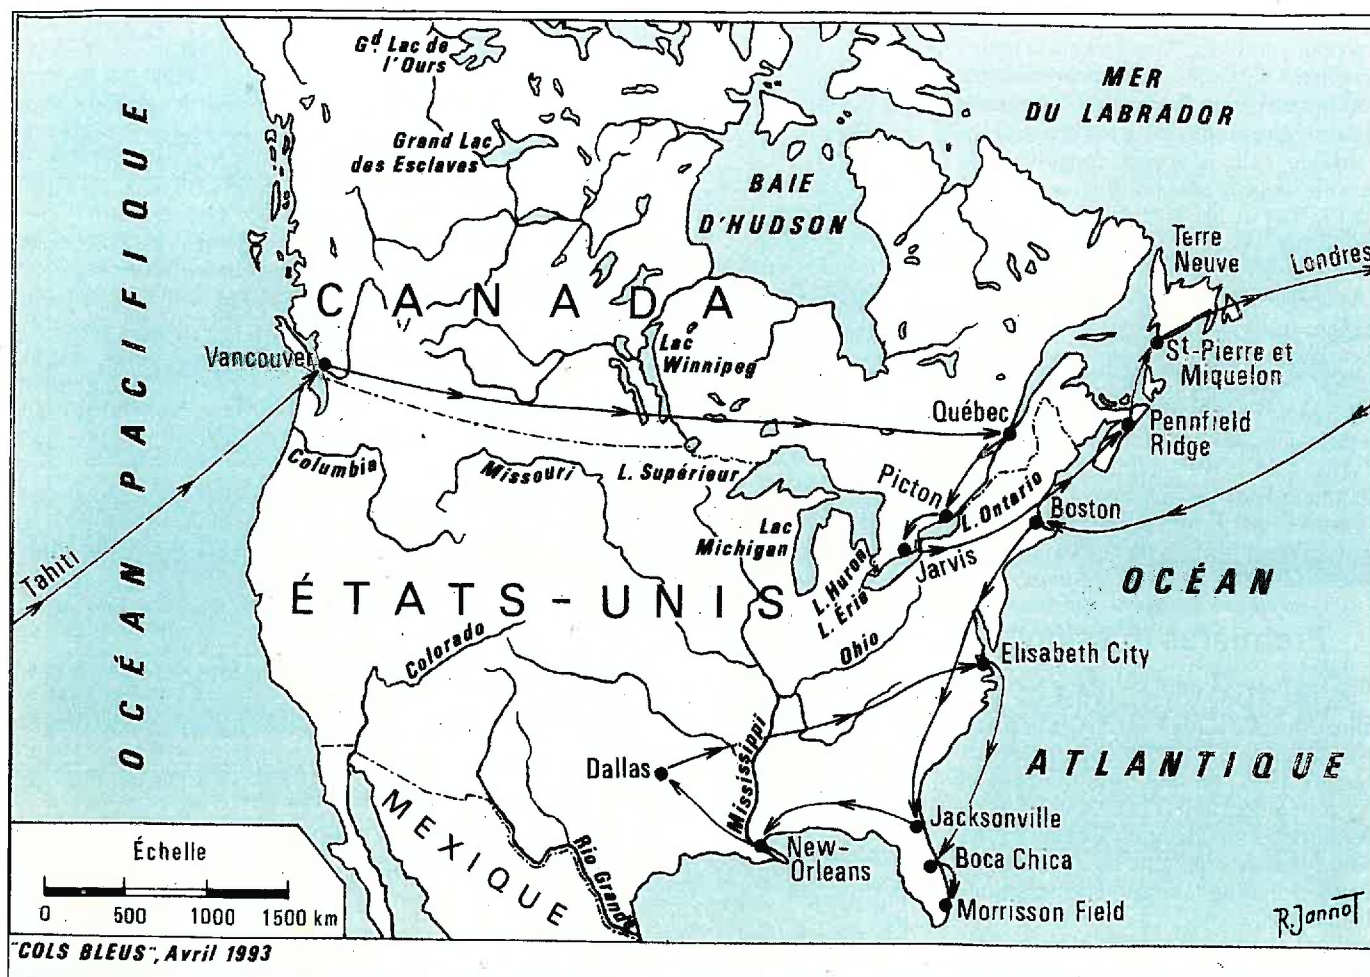 Gd. Lac de
l'Ours
Grand Lac
des Esclaves
MER
DU LABRADOR
BAIE
D'HUDSON
OCÉAN PACIFIQUE
CANADA
Terre
Neuve
Londres
Vancouver
Lac
Winnipeg
St-Pierre et
Miquelon
Québec
Pennfield
Ridge
Columbia
Missouri
L. Supérieur
Picton
L. Ontario
Boston
Lac
Michigan
L. Huron
L. Érié
Jarvis
Tahiti
ÉTATS-UNIS
OCÉAN
ATLANTIQUE
Colorado
Ohio
Elisabeth City
Mississippi
Dallas
MEXIQUE
Jacksonville
New-
Orleans
Boca Chica
Rio Grande
Morrisson Field
Échelle
0 500 1000 1500 km
R. Jannot
"COLS BLEUS", Avril 1993